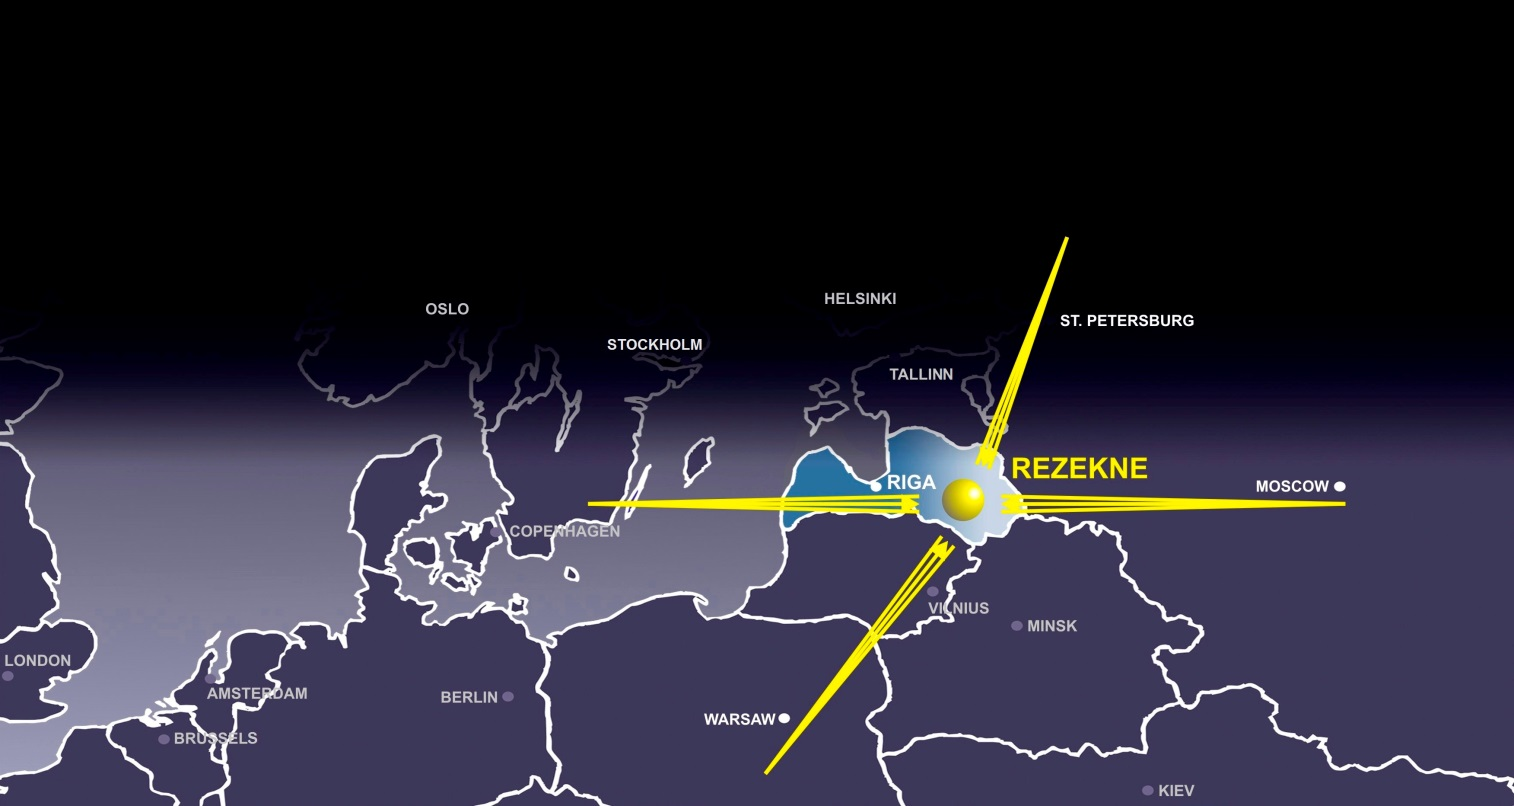 HELSINKI
OSLO
ST. PETERSBURG
STOCKHOLM
TALLINN
REZEKNE
RIGA
MOSCOW
COPENHAGEN
VILNIUS
MINSK
LONDON
AMSTERDAM
BERLIN
WARSAW
BRUSSELS
KIEV